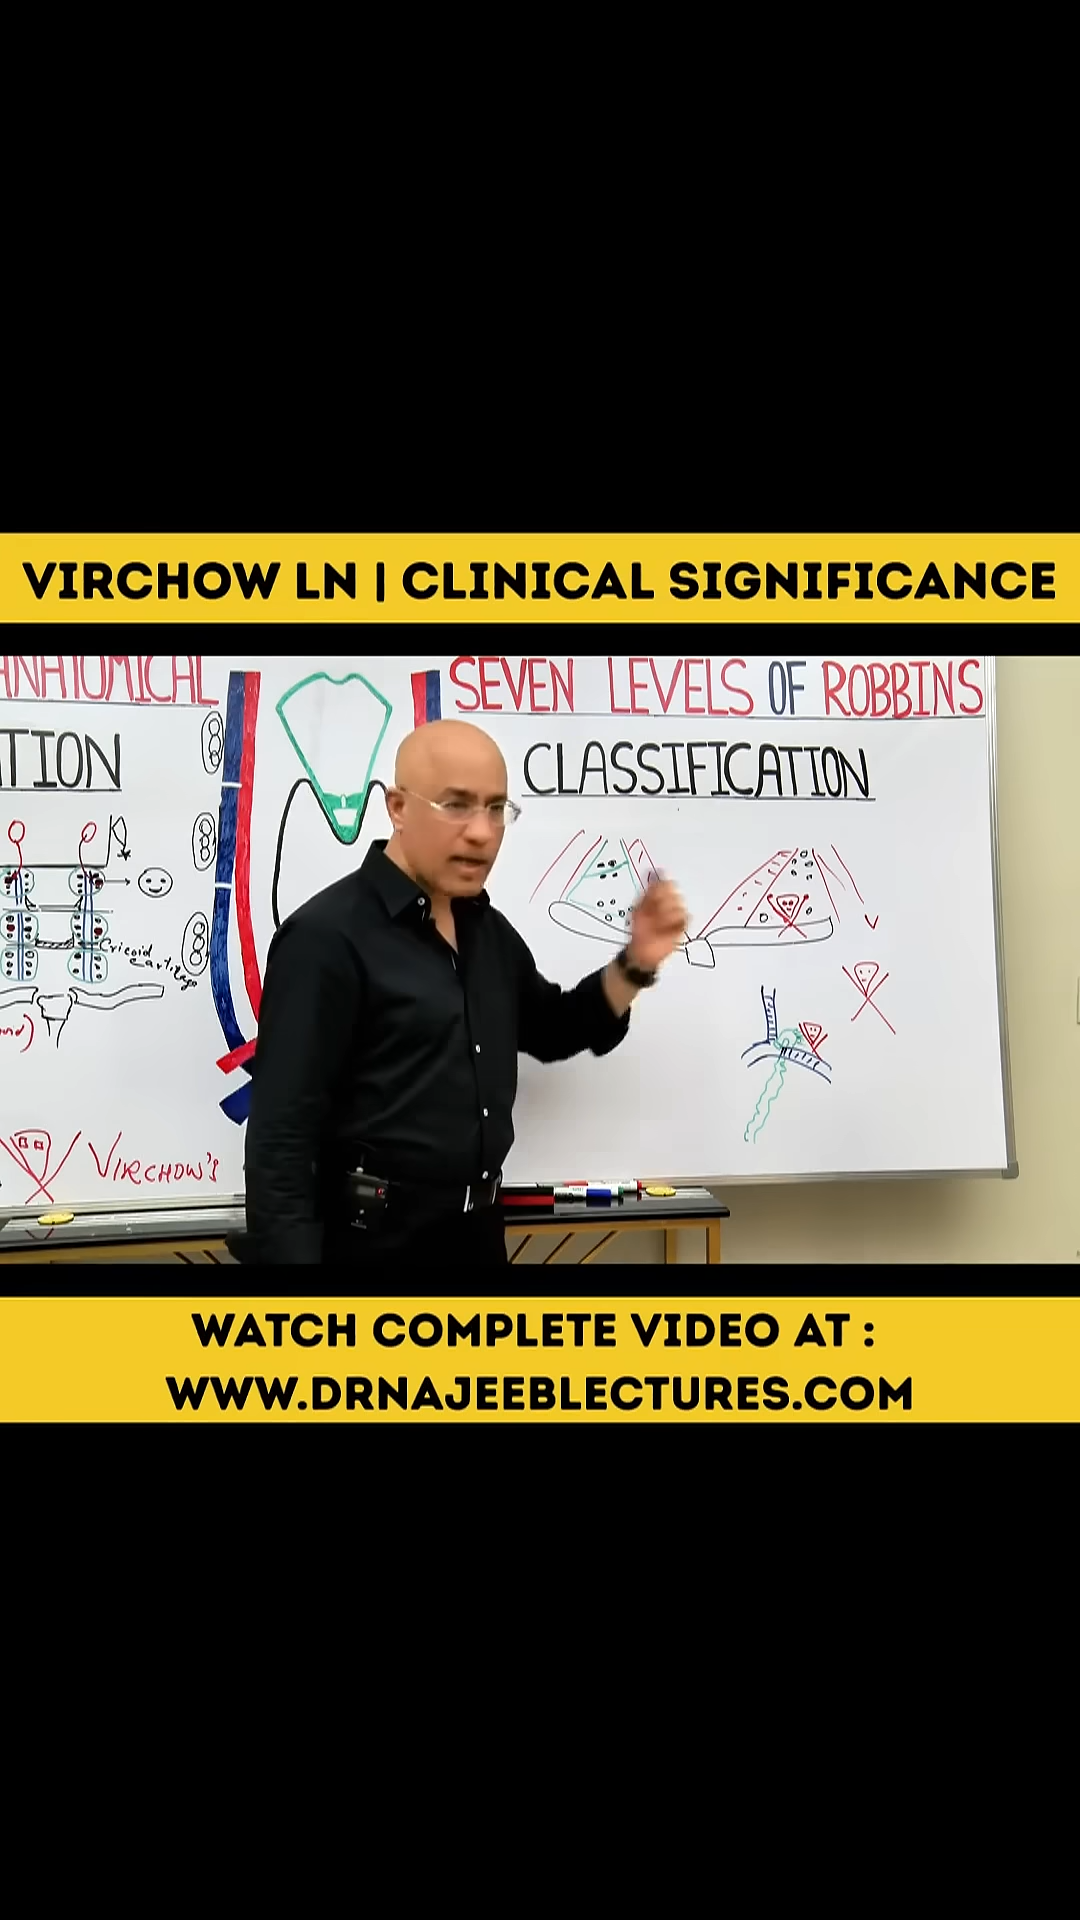 VIRCHOW LN | CLINICAL SIGNIFICANCE
ANATOMICAL
TION
SEVEN LEVELS OF ROBBINS
CLASSIFICATION
Cricoid
cartilage
VIRCHOW'S
WATCH COMPLETE VIDEO AT :
WWW.DRNAJEEBLECTURES.COM